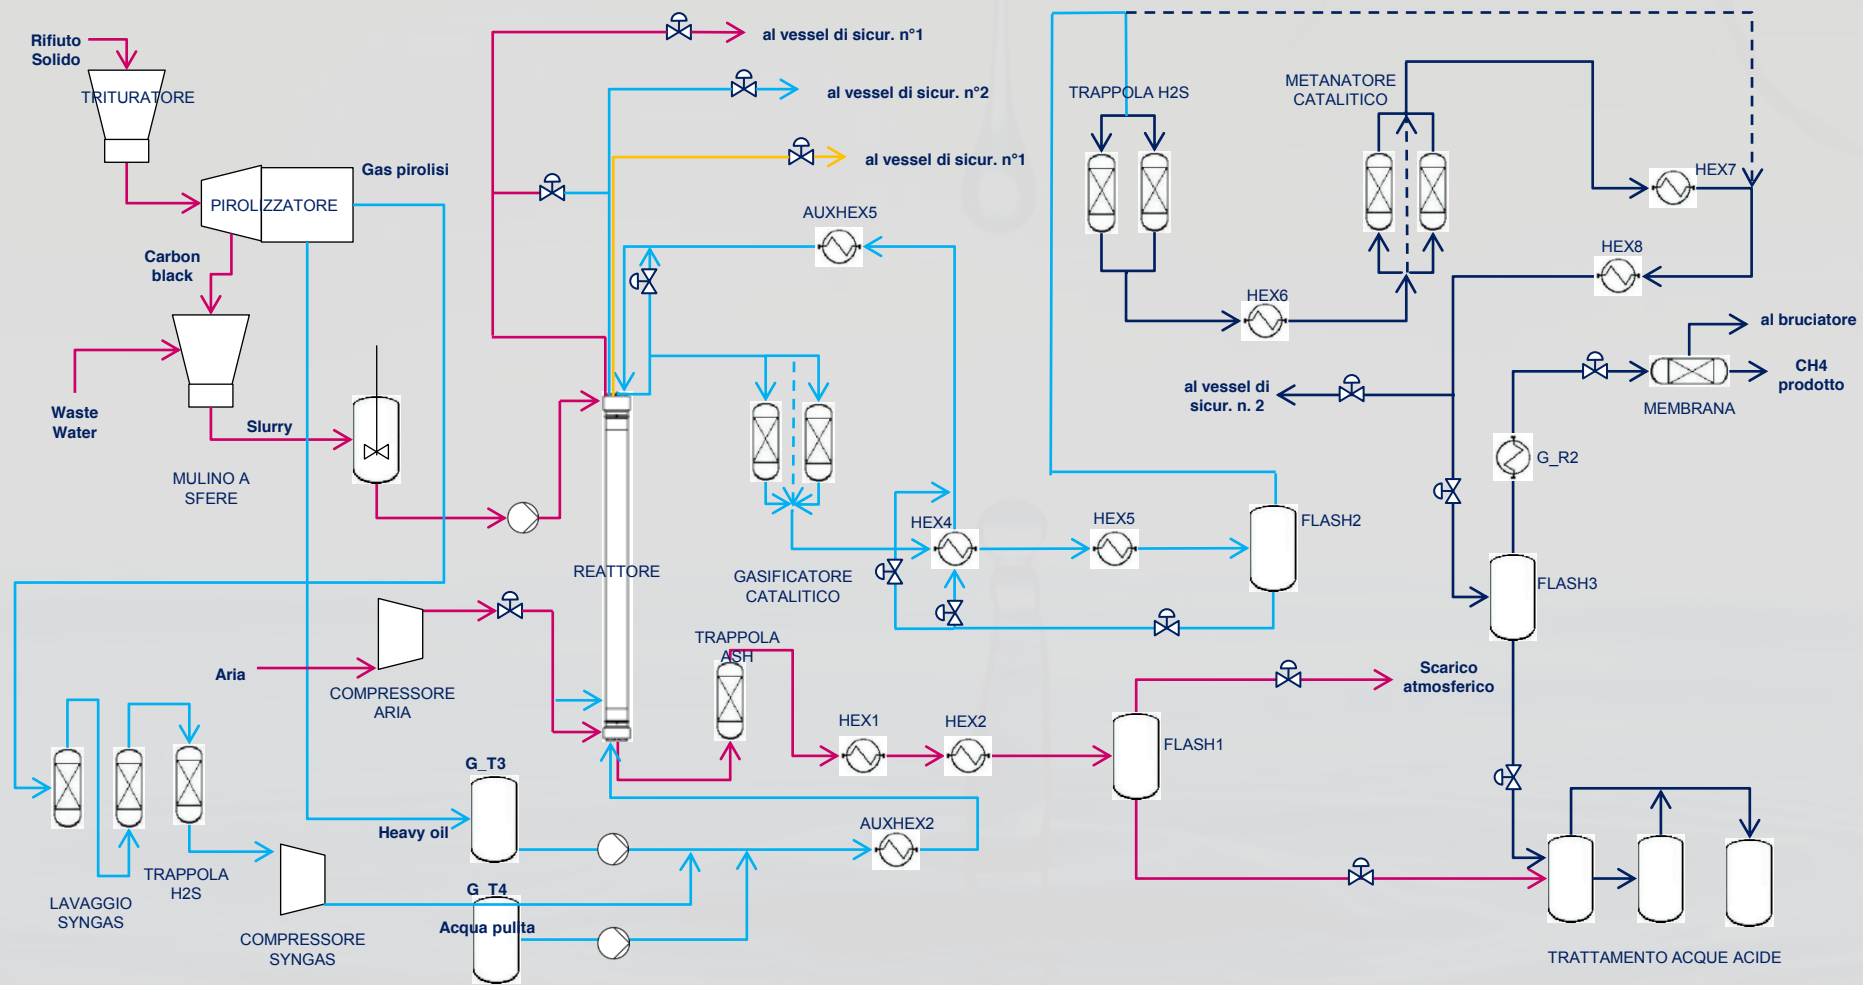 Rifiuto
Solido
TRITURATORE
al vessel di sicur. n°1
al vessel di sicur. n°2
al vessel di sicur. n°1
TRAPPOLA H2S
METANATORE
CATALITICO
HEX7
Gas pirolisi
PIROLIZZATORE
AUXHEX5
HEX8
Carbon
black
HEX6
al bruciatore
CH4
prodotto
al vessel di
sicur. n. 2
MEMBRANA
Waste
Water
Slurry
MULINO A
SFERE
G_R2
HEX4
HEX5
FLASH2
REATTORE
GASIFICATORE
CATALITICO
FLASH3
TRAPPOLA
ASH
Aria
COMPRESSORE
ARIA
Scarico
atmosferico
HEX1
HEX2
FLASH1
G_T3
Heavy oil
AUXHEX2
TRAPPOLA
H2S
G_T4
LAVAGGIO
SYNGAS
Acqua pulita
COMPRESSORE
SYNGAS
TRATTAMENTO ACQUE ACIDE